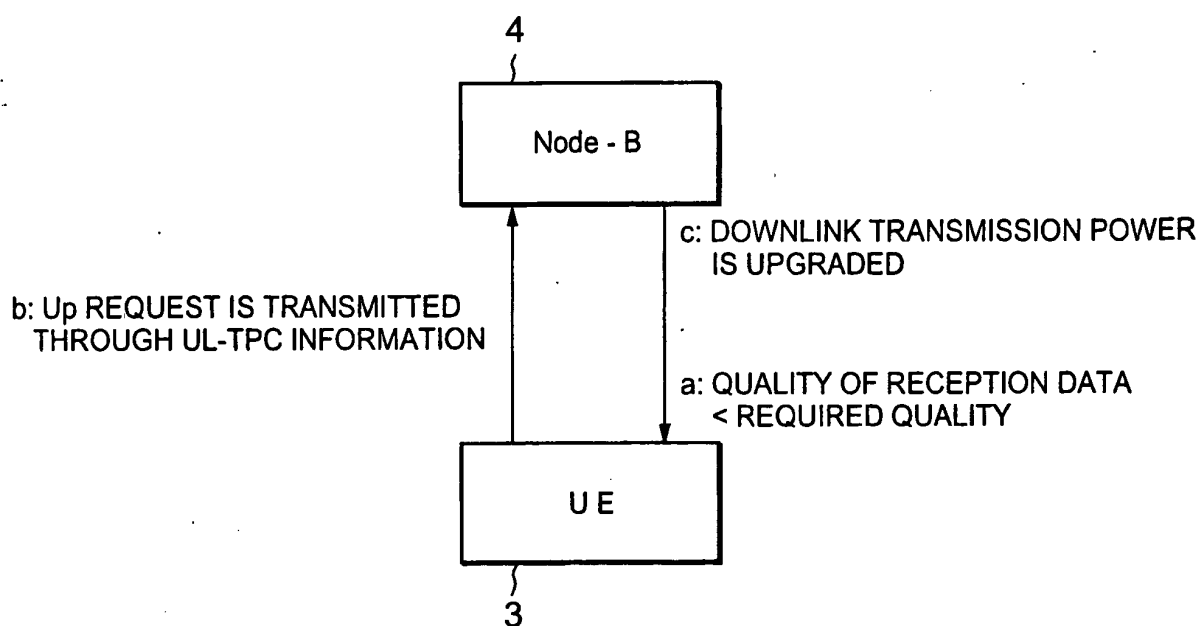 4
Node - B
c: DOWNLINK TRANSMISSION POWER
IS UPGRADED
b: Up REQUEST IS TRANSMITTED
THROUGH UL-TPC INFORMATION
a: QUALITY OF RECEPTION DATA
< REQUIRED QUALITY
U E
3